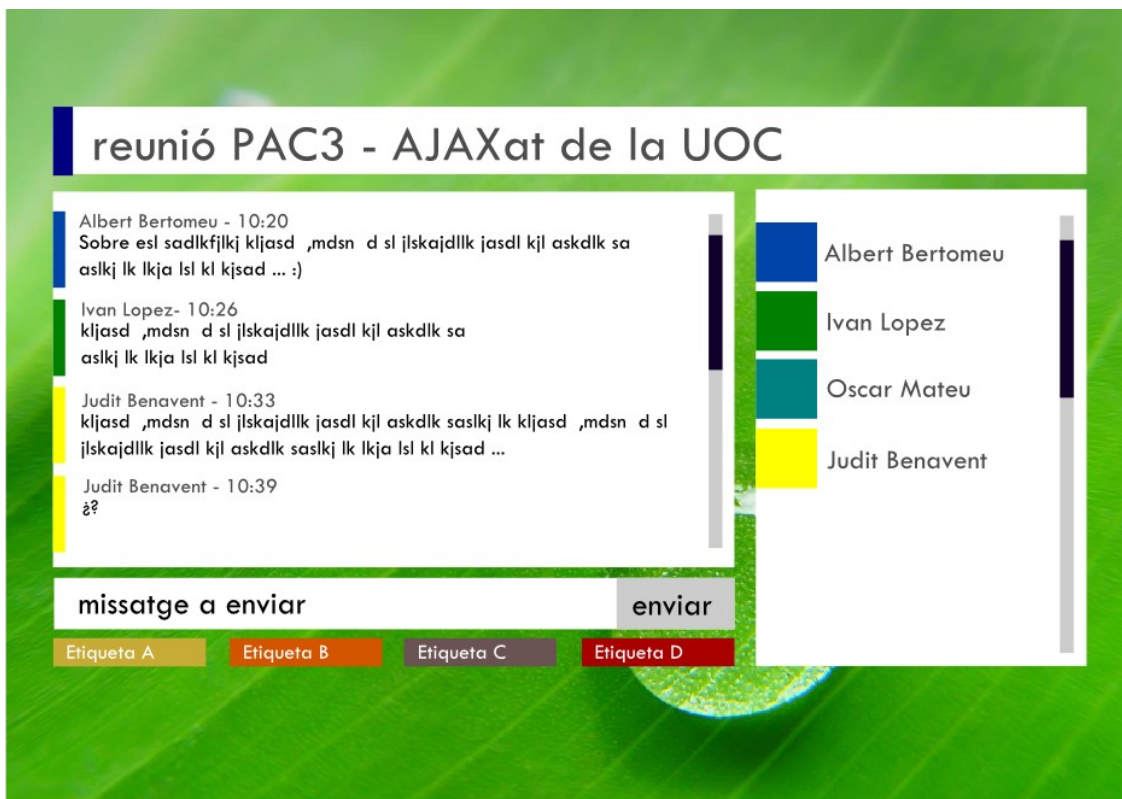 reunió PAC3 - AJAXat de la UOC
Albert Bertomeu - 10:20
Sobre esl sadlkfjlkj kljasd ,mdsn d sl jlskajdllk jasdl kjl askdlk sa
aslkj lk lkja lsl kl kjsad ... :)
Ivan Lopez- 10:26
kljasd ,mdsn d sl jlskajdllk jasdl kjl askdlk sa
aslkj lk lkja lsl kl kjsad
Judit Benavent - 10:33
kljasd ,mdsn d sl jlskajdllk jasdl kjl askdlk saslkj lk kljasd ,mdsn d sl
jlskajdllk jasdl kjl askdlk saslkj lk lkja lsl kl kjsad ...
Judit Benavent - 10:39
¿?
missatge a enviar
enviar
Etiqueta A
Etiqueta B
Etiqueta C
Etiqueta D
Albert Bertomeu
Ivan Lopez
Oscar Mateu
Judit Benavent